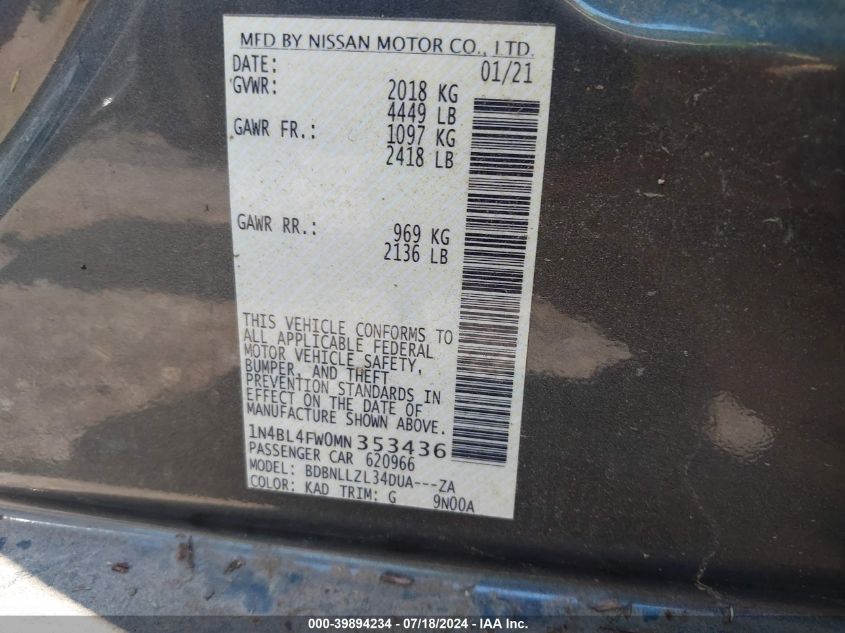 MFD BY NISSAN MOTOR CO., LTD.
DATE: 01/21
GVWR: 2018 KG
4449 LB
GAWR FR.: 1097 KG
2418 LB
GAWR RR.: 969 KG
2136 LB
THIS VEHICLE CONFORMS TO
ALL APPLICABLE FEDERAL
MOTOR VEHICLE SAFETY,
BUMPER, AND THEFT
PREVENTION STANDARDS IN
EFFECT ON THE DATE OF
MANUFACTURE SHOWN ABOVE.
1N4BL4FW0MN353436
PASSENGER CAR 620966
MODEL: BDBNLLZL34DUA---ZA
COLOR: KAD TRIM: G 9N00A
000-39894234 - 07/18/2024 - IAA Inc.